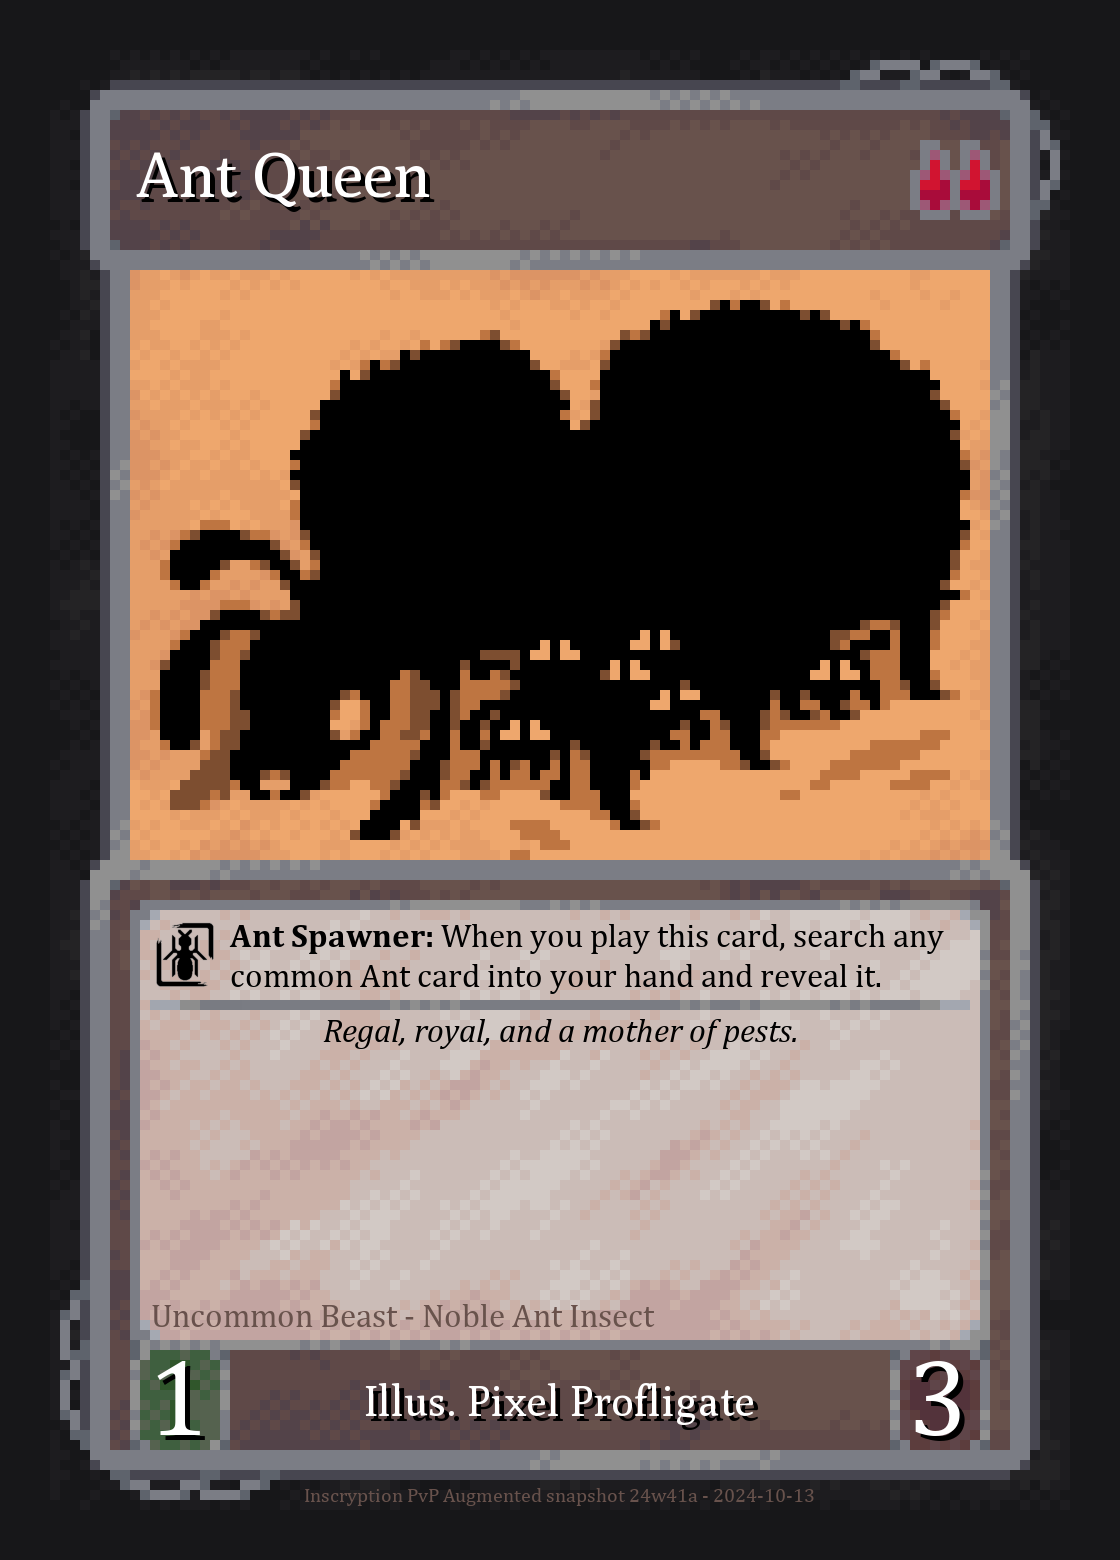 Ant Queen
Ant Spawner: When you play this card, search any
common Ant card into your hand and reveal it.
Regal, royal, and a mother of pests.
Uncommon Beast - Noble Ant Insect
1
Illus. Pixel Profligate
3
Inscryption PvP Augmented snapshot 24w41a - 2024-10-13